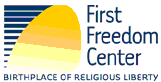 First
Freedom
Center
BIRTHPLACE OF RELIGIOUS LIBERTY